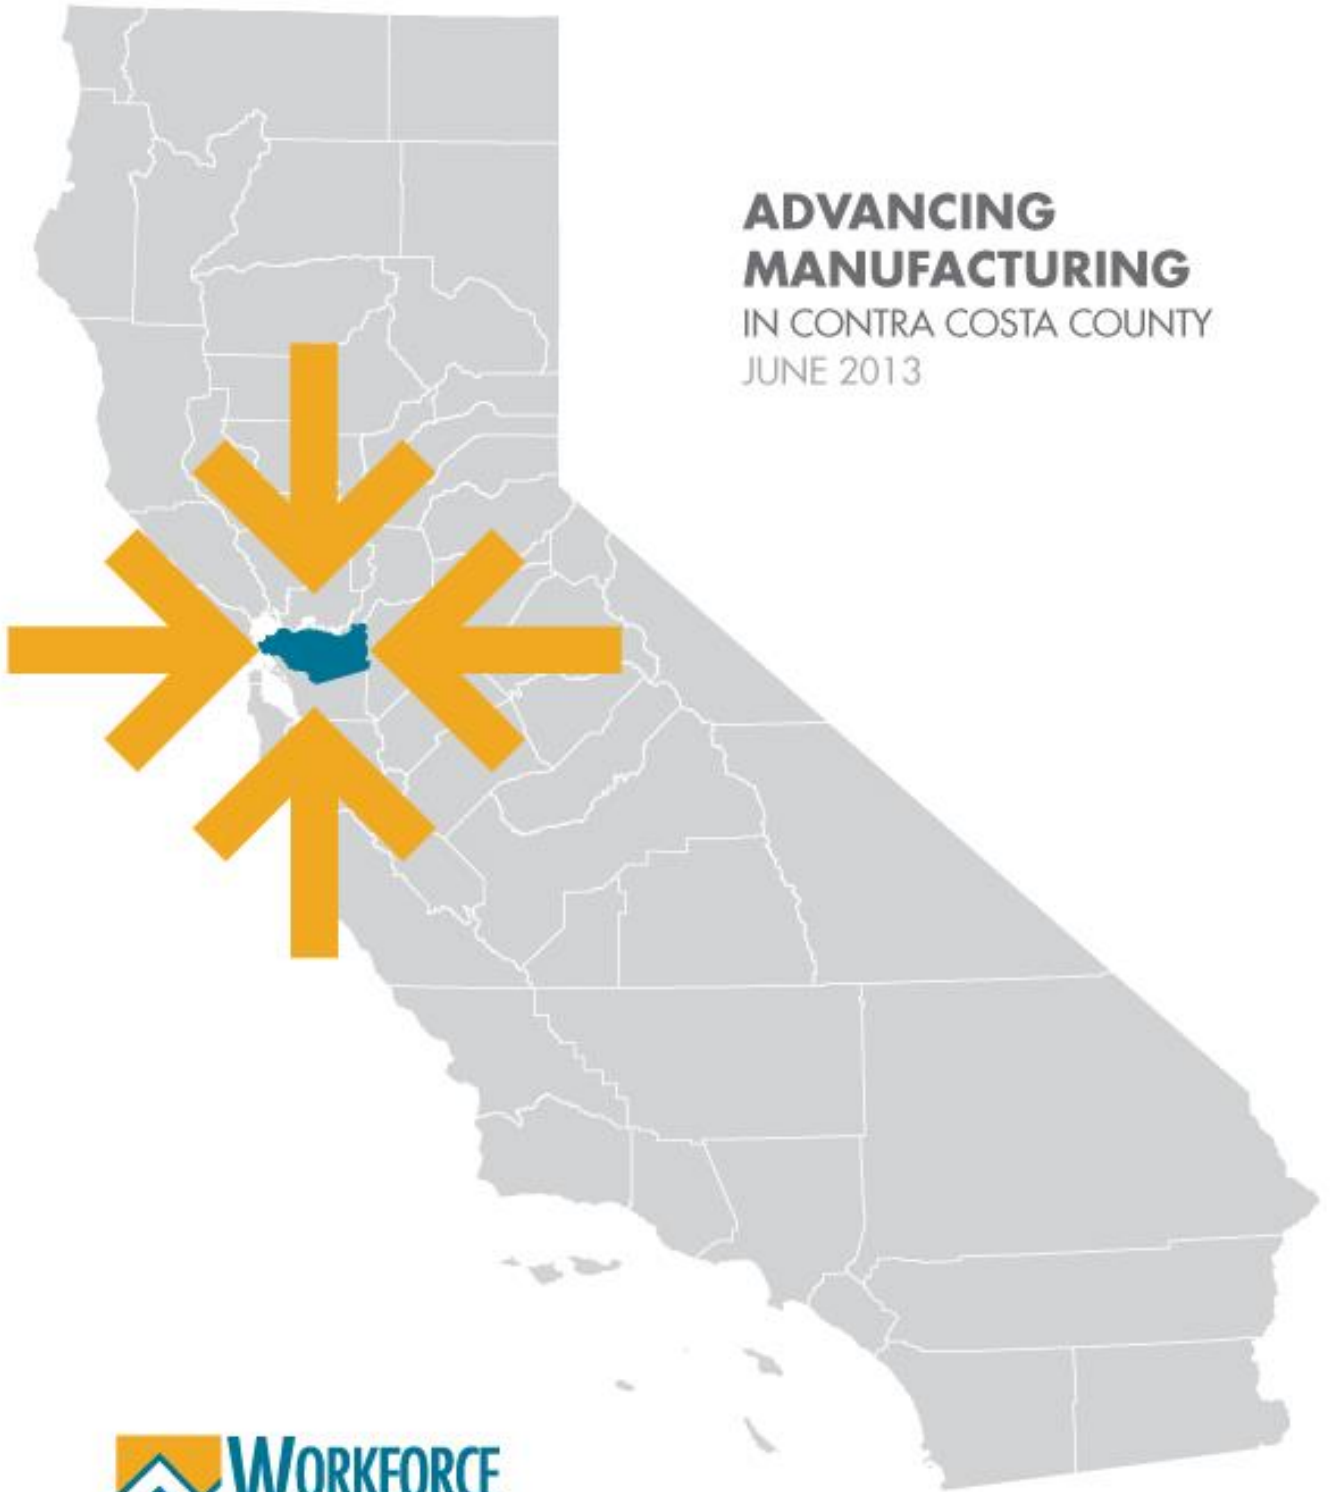 ADVANCING
MANUFACTURING
IN CONTRA COSTA COUNTY
JUNE 2013
WORKFORCE